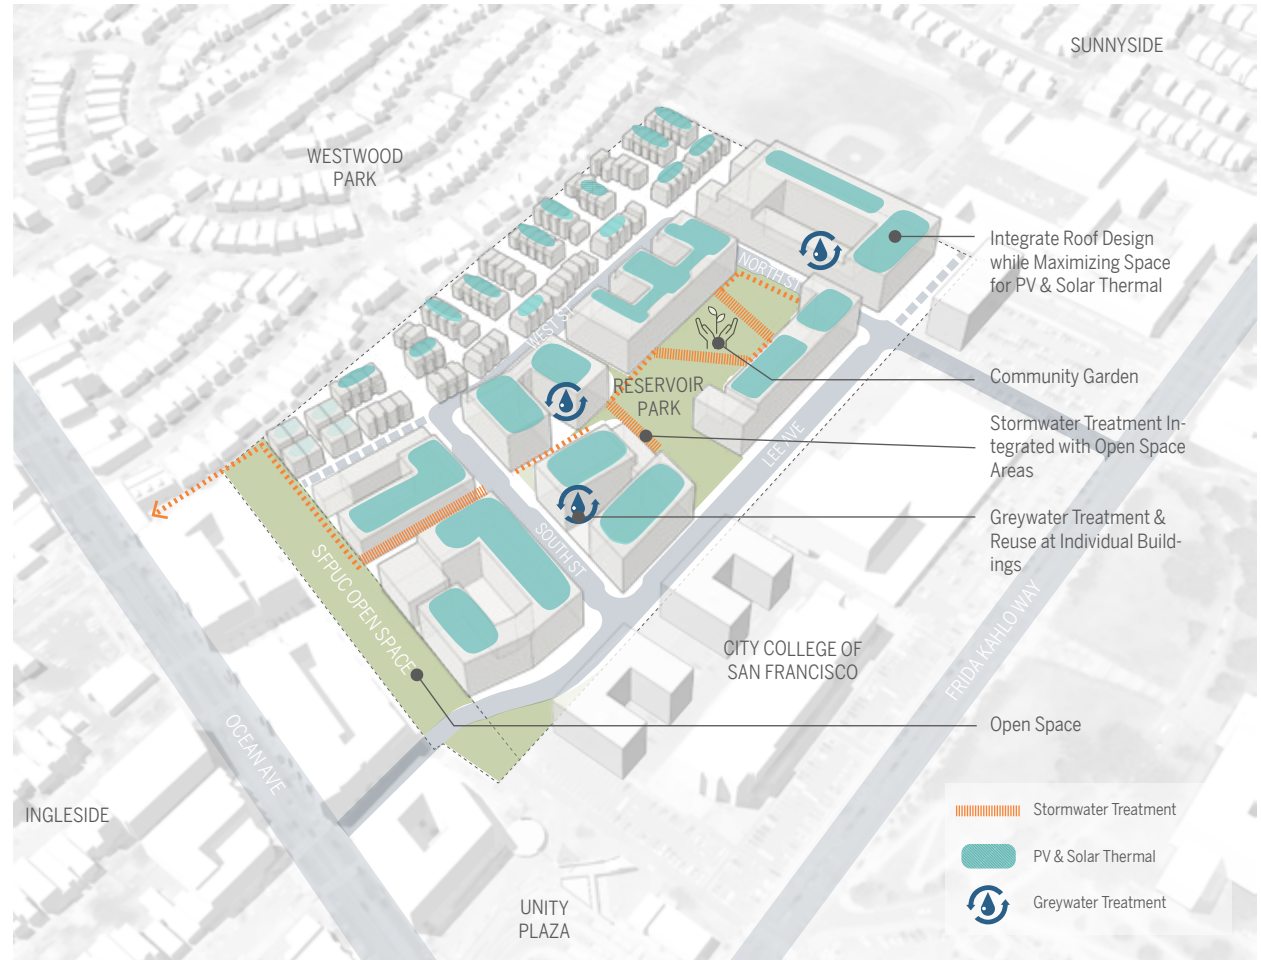 SUNNYSIDE
WESTWOOD
PARK
Integrate Roof Design
while Maximizing Space
for PV & Solar Thermal
NORTH ST
WEST ST
Community Garden
RESERVOIR
PARK
Stormwater Treatment In-
tegrated with Open Space
Areas
LEE AVE
Greywater Treatment &
Reuse at Individual Build-
ings
SOUTH ST
SFPUC OPEN SPACE
FRIDA KAHLO WAY
CITY COLLEGE OF
SAN FRANCISCO
Open Space
OCEAN AVE
INGLESIDE
Stormwater Treatment
PV & Solar Thermal
Greywater Treatment
UNITY
PLAZA